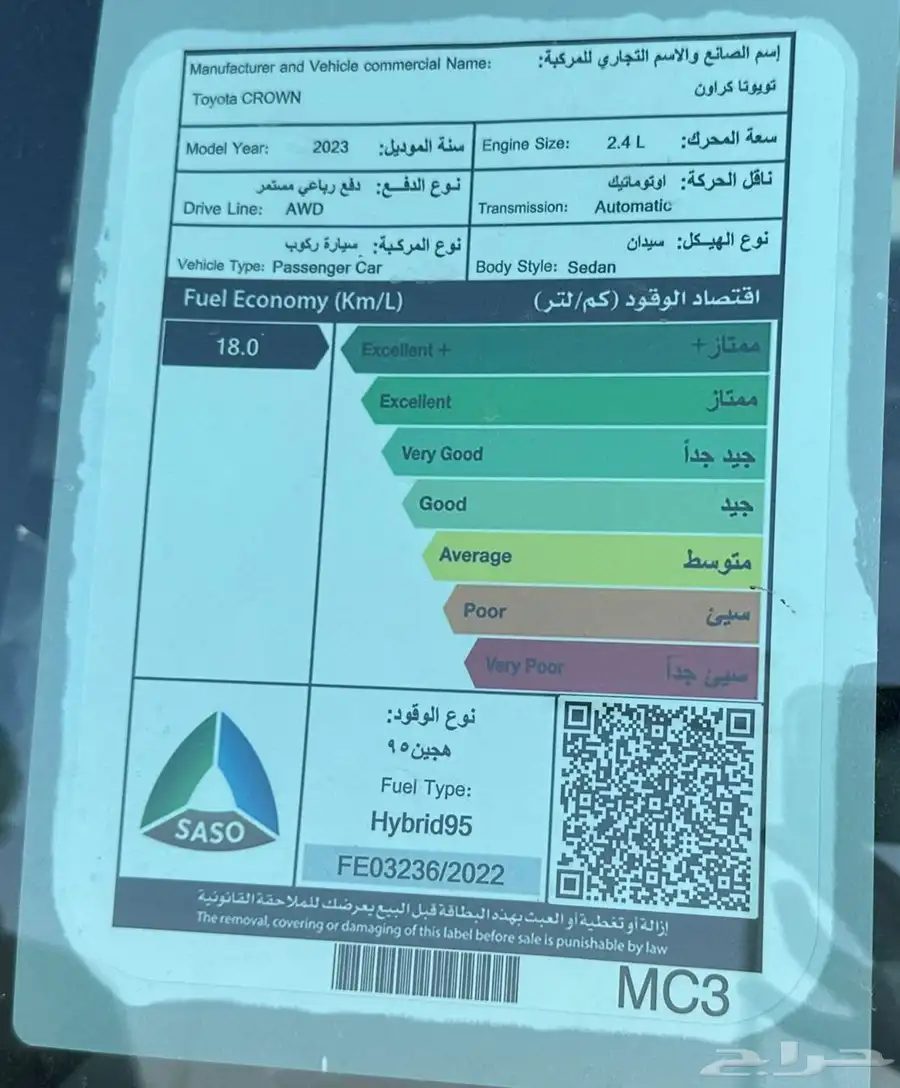 Manufacturer and Vehicle commercial Name: إسم الصانع والاسم التجاري للمركبة:
Toyota CROWN تويوتا كراون
Model Year: 2023 سنة الموديل:
Engine Size: 2.4 L سعة المحرك:
نوع الدفـع: دفع رباعي مستمر
Drive Line: AWD
ناقل الحركة: اوتوماتيك
Transmission: Automatic
نوع المركبة: سيارة ركوب
Vehicle Type: Passenger Car
نوع الهيكل: سيدان
Body Style: Sedan
Fuel Economy (Km/L) اقتصاد الوقود (كم/لتر)
18.0
Excellent + ممتاز+
Excellent ممتاز
Very Good جيد جداً
Good جيد
Average متوسط
Poor سيئ
Very Poor سيئ جداً
SASO
نوع الوقود:
هجين٩٥
Fuel Type:
Hybrid95
FE03236/2022
إزالة أو تغطية أو العبث بهذه البطاقة قبل البيع يعرضك للملاحقة القانونية
The removal, covering or damaging of this label before sale is punishable by law
MC3
حراج